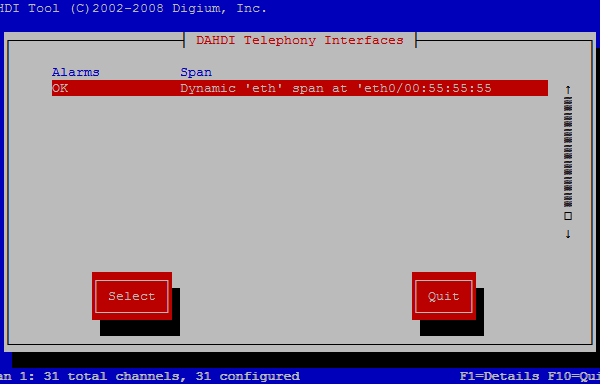 HDI Tool (C)2002-2008 Digium, Inc.
DAHDI Telephony Interfaces
Alarms Span
OK Dynamic 'eth' span at 'eth0/00:55:55:55
Select Quit
an 1: 31 total channels, 31 configured F1=Details F10=Qui